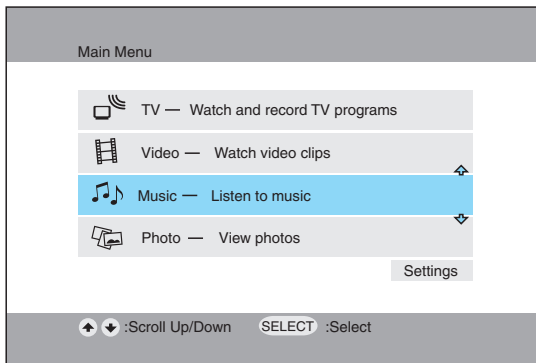 Main Menu
TV — Watch and record TV programs
Video — Watch video clips
Music — Listen to music
Photo — View photos
Settings
:Scroll Up/Down SELECT :Select